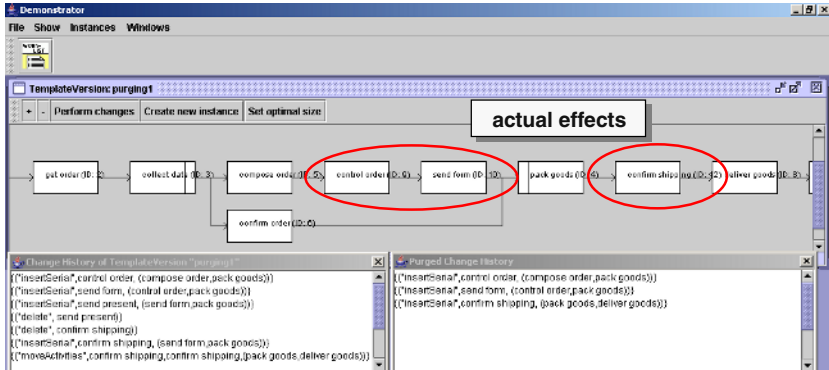 Demonstrator
File Show Instances Windows
WORK-
LIST
TemplateVersion: purging1
+ - Perform changes Create new instance Set optimal size
actual effects
get order (ID: 2) collect data (ID: 3) compose order (ID: 5) control order (ID: 9) send form (ID: 10) pack goods (ID: 4) confirm shipping (ID: 12) deliver goods (ID: 8)
confirm order (ID: 6)
Change History of TemplateVersion "purging1"
(("insertSerial",control order, (compose order,pack goods)))
(("insertSerial",send form, (control order,pack goods)))
(("insertSerial",send present, (send form,pack goods)))
(("delete", send present))
(("delete", confirm shipping))
(("insertSerial",confirm shipping, (send form,pack goods)))
(("moveActivities",confirm shipping,confirm shipping,(pack goods,deliver goods)))
Purged Change History
(("insertSerial",control order, (compose order,pack goods)))
(("insertSerial",send form, (control order,pack goods)))
(("insertSerial",confirm shipping, (pack goods,deliver goods)))